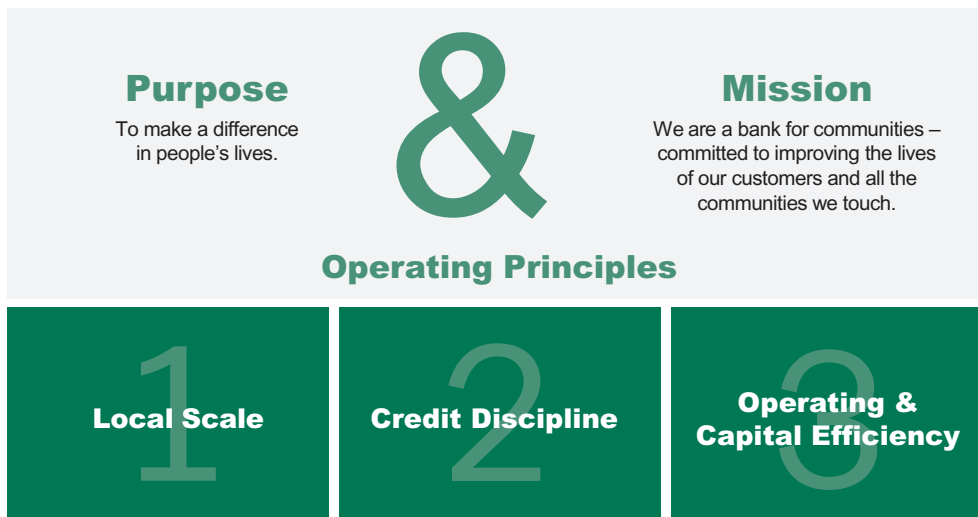 Purpose
To make a difference
in people’s lives.
&
Mission
We are a bank for communities –
committed to improving the lives
of our customers and all the
communities we touch.
Operating Principles
1
Local Scale
2
Credit Discipline
3
Operating &
Capital Efficiency